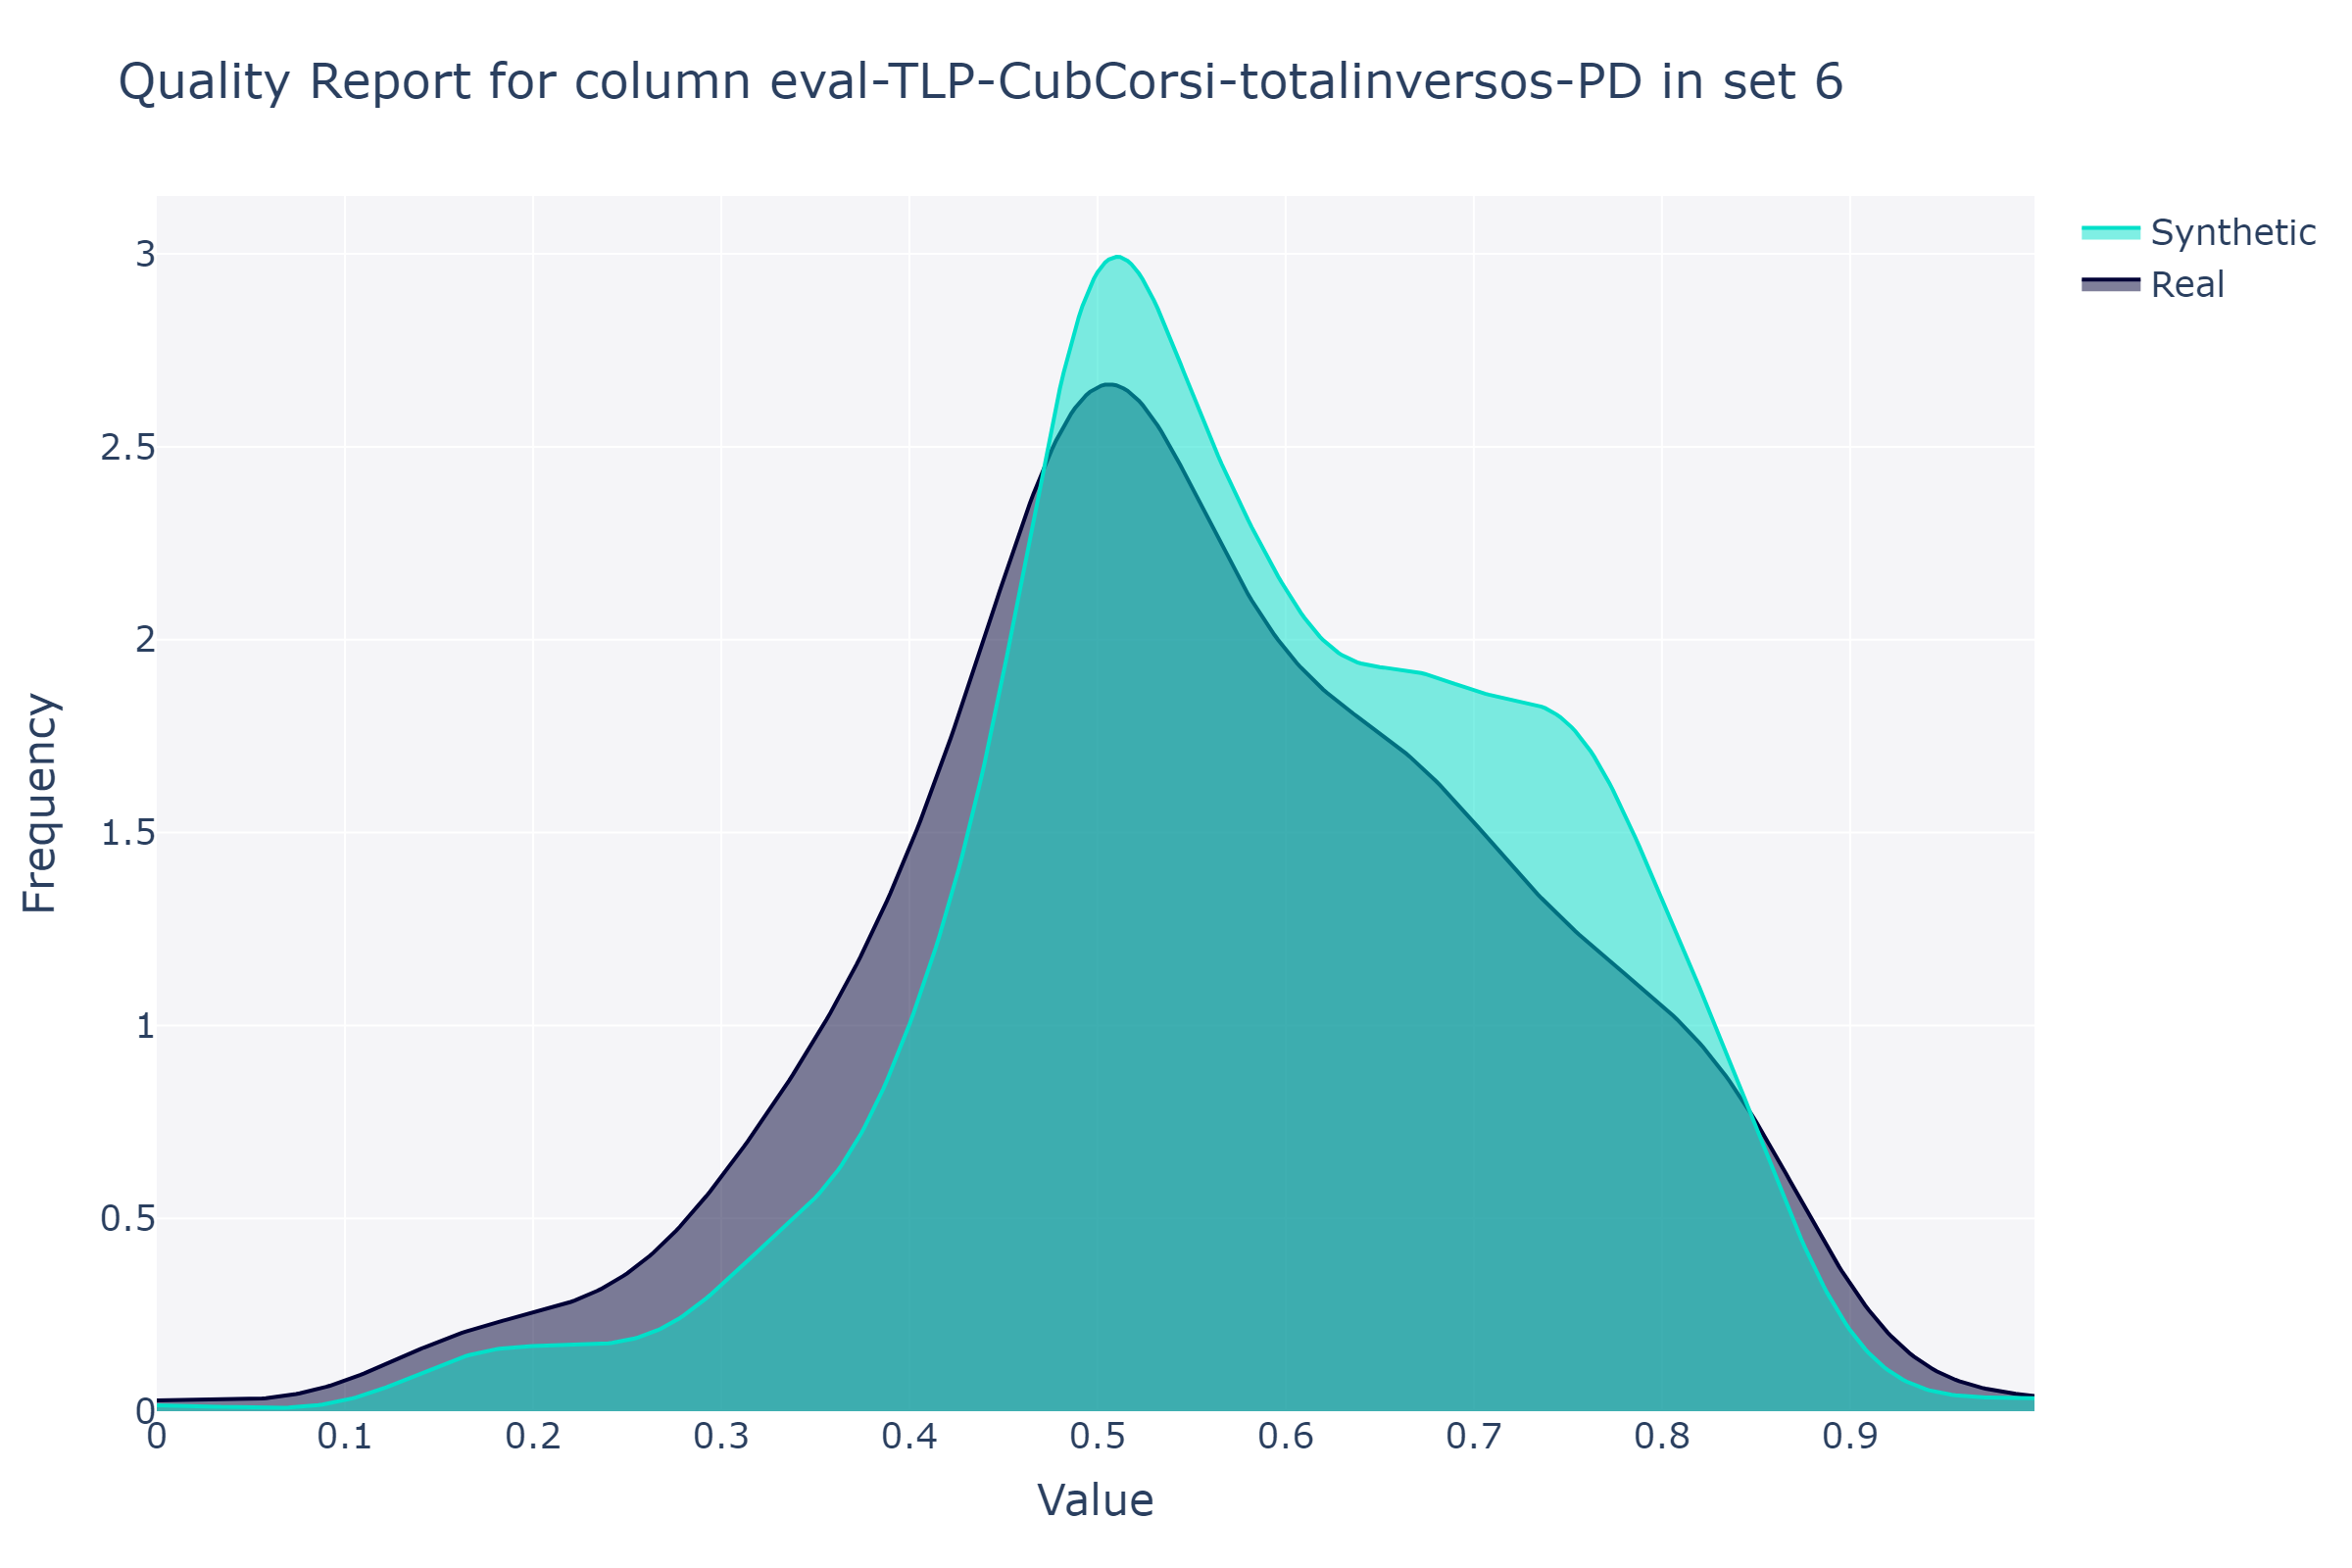 Quality Report for column eval-TLP-CubCorsi-totalinversos-PD in set 6
Synthetic
Real
Frequency
3
2.5
2
1.5
1
0.5
0
0 0.1 0.2 0.3 0.4 0.5 0.6 0.7 0.8 0.9
Value